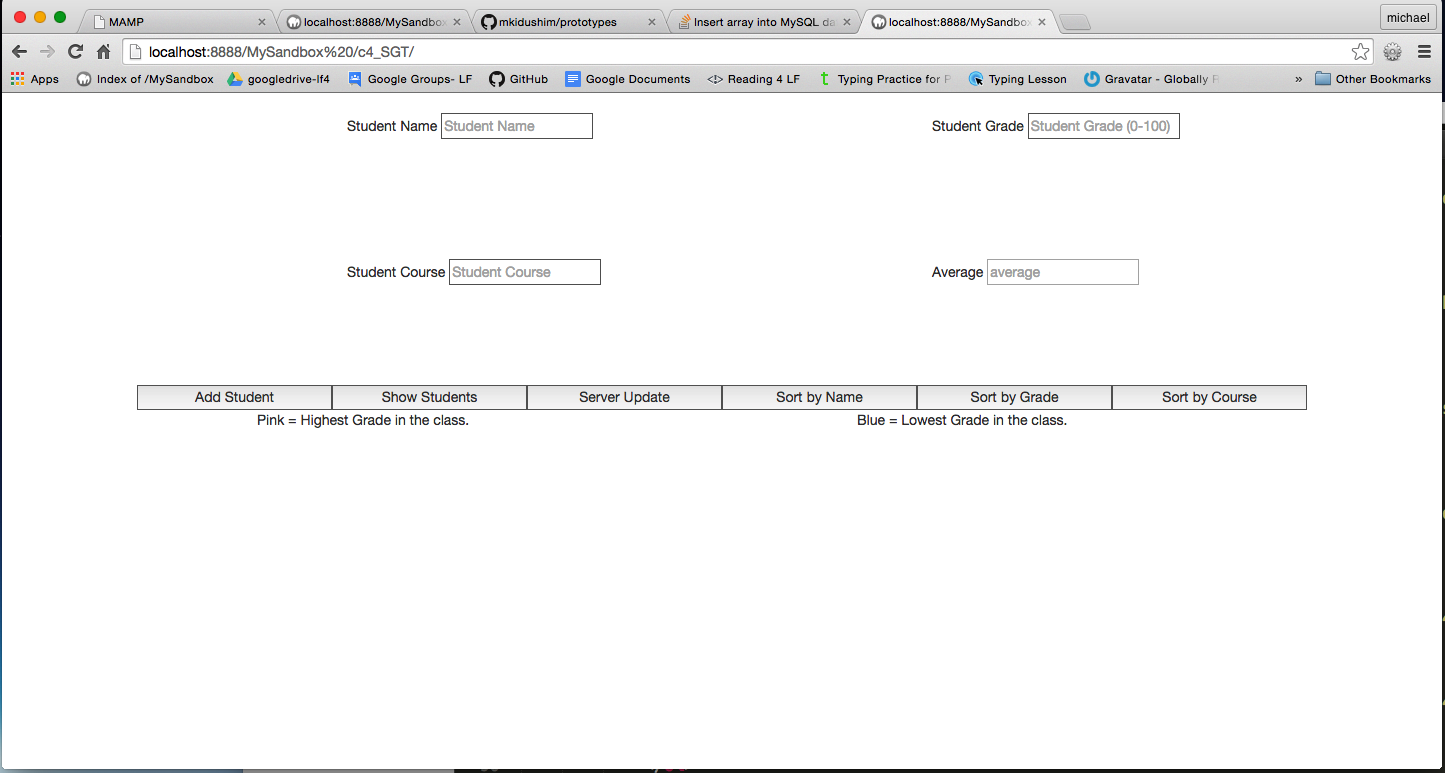 MAMP localhost:8888/MySandbox mkidushim/prototypes Insert array into MySQL da localhost:8888/MySandbox michael
localhost:8888/MySandbox%20/c4_SGT/
Apps Index of /MySandbox googledrive-lf4 Google Groups- LF GitHub Google Documents Reading 4 LF Typing Practice for Typing Lesson Gravatar - Globally » Other Bookmarks
Student Name Student Name Student Grade Student Grade (0-100)
Student Course Student Course Average average
Add Student Show Students Server Update Sort by Name Sort by Grade Sort by Course
Pink = Highest Grade in the class. Blue = Lowest Grade in the class.